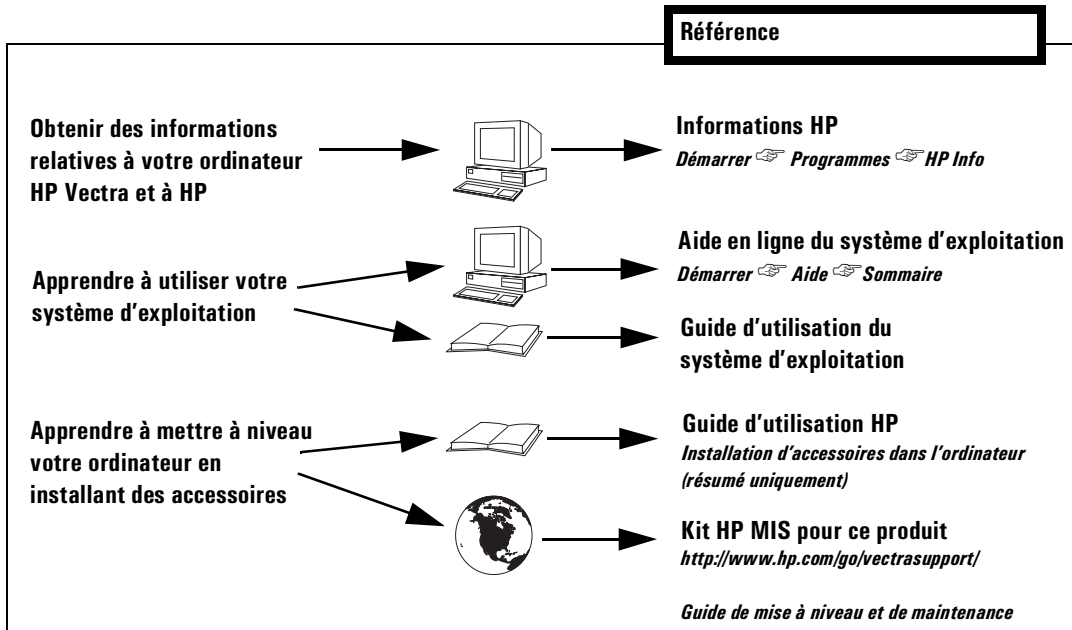 Référence
Obtenir des informations
relatives à votre ordinateur
HP Vectra et à HP
Informations HP
Démarrer ☞ Programmes ☞ HP Info
Apprendre à utiliser votre
système d'exploitation
Aide en ligne du système d'exploitation
Démarrer ☞ Aide ☞ Sommaire
Guide d'utilisation du
système d'exploitation
Apprendre à mettre à niveau
votre ordinateur en
installant des accessoires
Guide d'utilisation HP
Installation d'accessoires dans l'ordinateur
(résumé uniquement)
Kit HP MIS pour ce produit
http://www.hp.com/go/vectrasupport/
Guide de mise à niveau et de maintenance